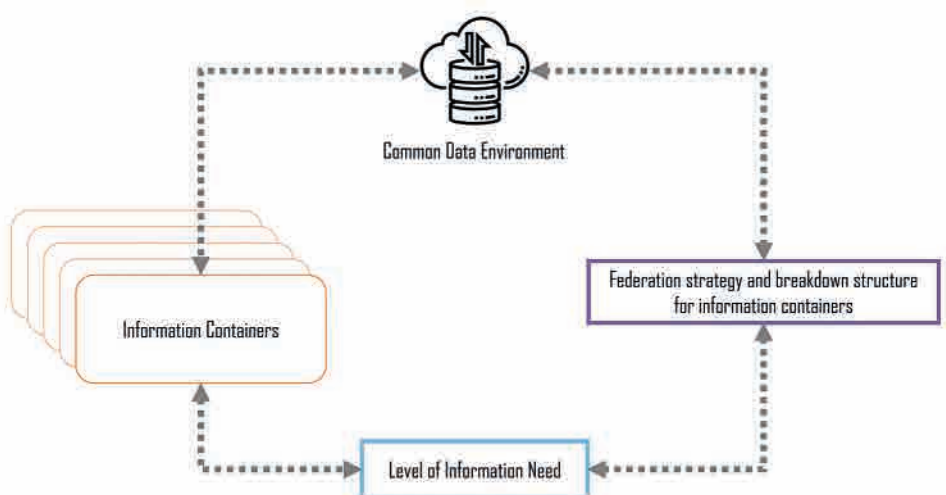 Common Data Environment
Information Containers
Federation strategy and breakdown structure
for information containers
Level of Information Need